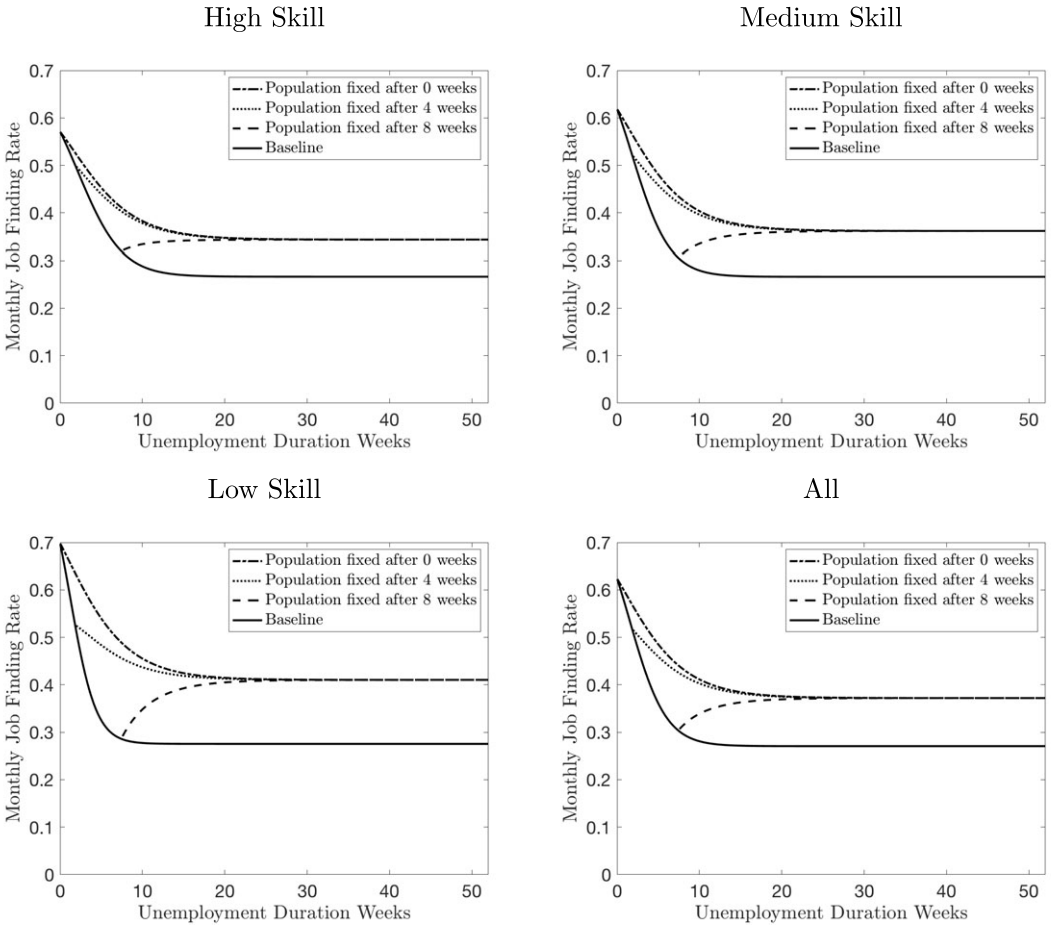 High Skill
Medium Skill
0.7
0.6
0.5
0.4
0.3
0.2
0.1
0
Monthly Job Finding Rate
Population fixed after 0 weeks
Population fixed after 4 weeks
Population fixed after 8 weeks
Baseline
0 10 20 30 40 50
Unemployment Duration Weeks
0.7
0.6
0.5
0.4
0.3
0.2
0.1
0
Monthly Job Finding Rate
Population fixed after 0 weeks
Population fixed after 4 weeks
Population fixed after 8 weeks
Baseline
0 10 20 30 40 50
Unemployment Duration Weeks
Low Skill
All
0.7
0.6
0.5
0.4
0.3
0.2
0.1
0
Monthly Job Finding Rate
Population fixed after 0 weeks
Population fixed after 4 weeks
Population fixed after 8 weeks
Baseline
0 10 20 30 40 50
Unemployment Duration Weeks
0.7
0.6
0.5
0.4
0.3
0.2
0.1
0
Monthly Job Finding Rate
Population fixed after 0 weeks
Population fixed after 4 weeks
Population fixed after 8 weeks
Baseline
0 10 20 30 40 50
Unemployment Duration Weeks